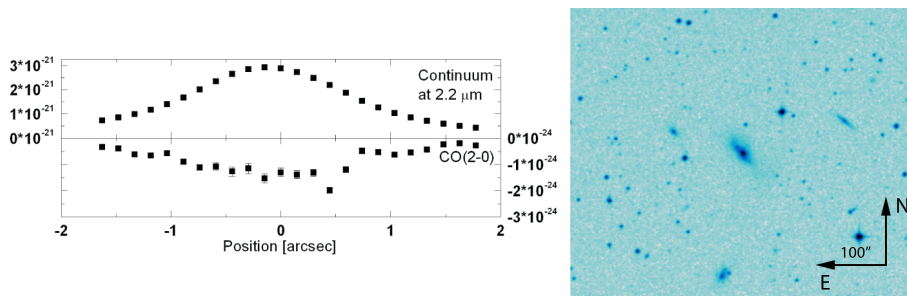 3*10⁻²¹
2*10⁻²¹
1*10⁻²¹
0*10⁻²¹
Continuum
at 2.2 μm
0*10⁻²⁴
-1*10⁻²⁴
-2*10⁻²⁴
-3*10⁻²⁴
CO(2-0)
-2 -1 0 1 2
Position [arcsec]
N
100"
E